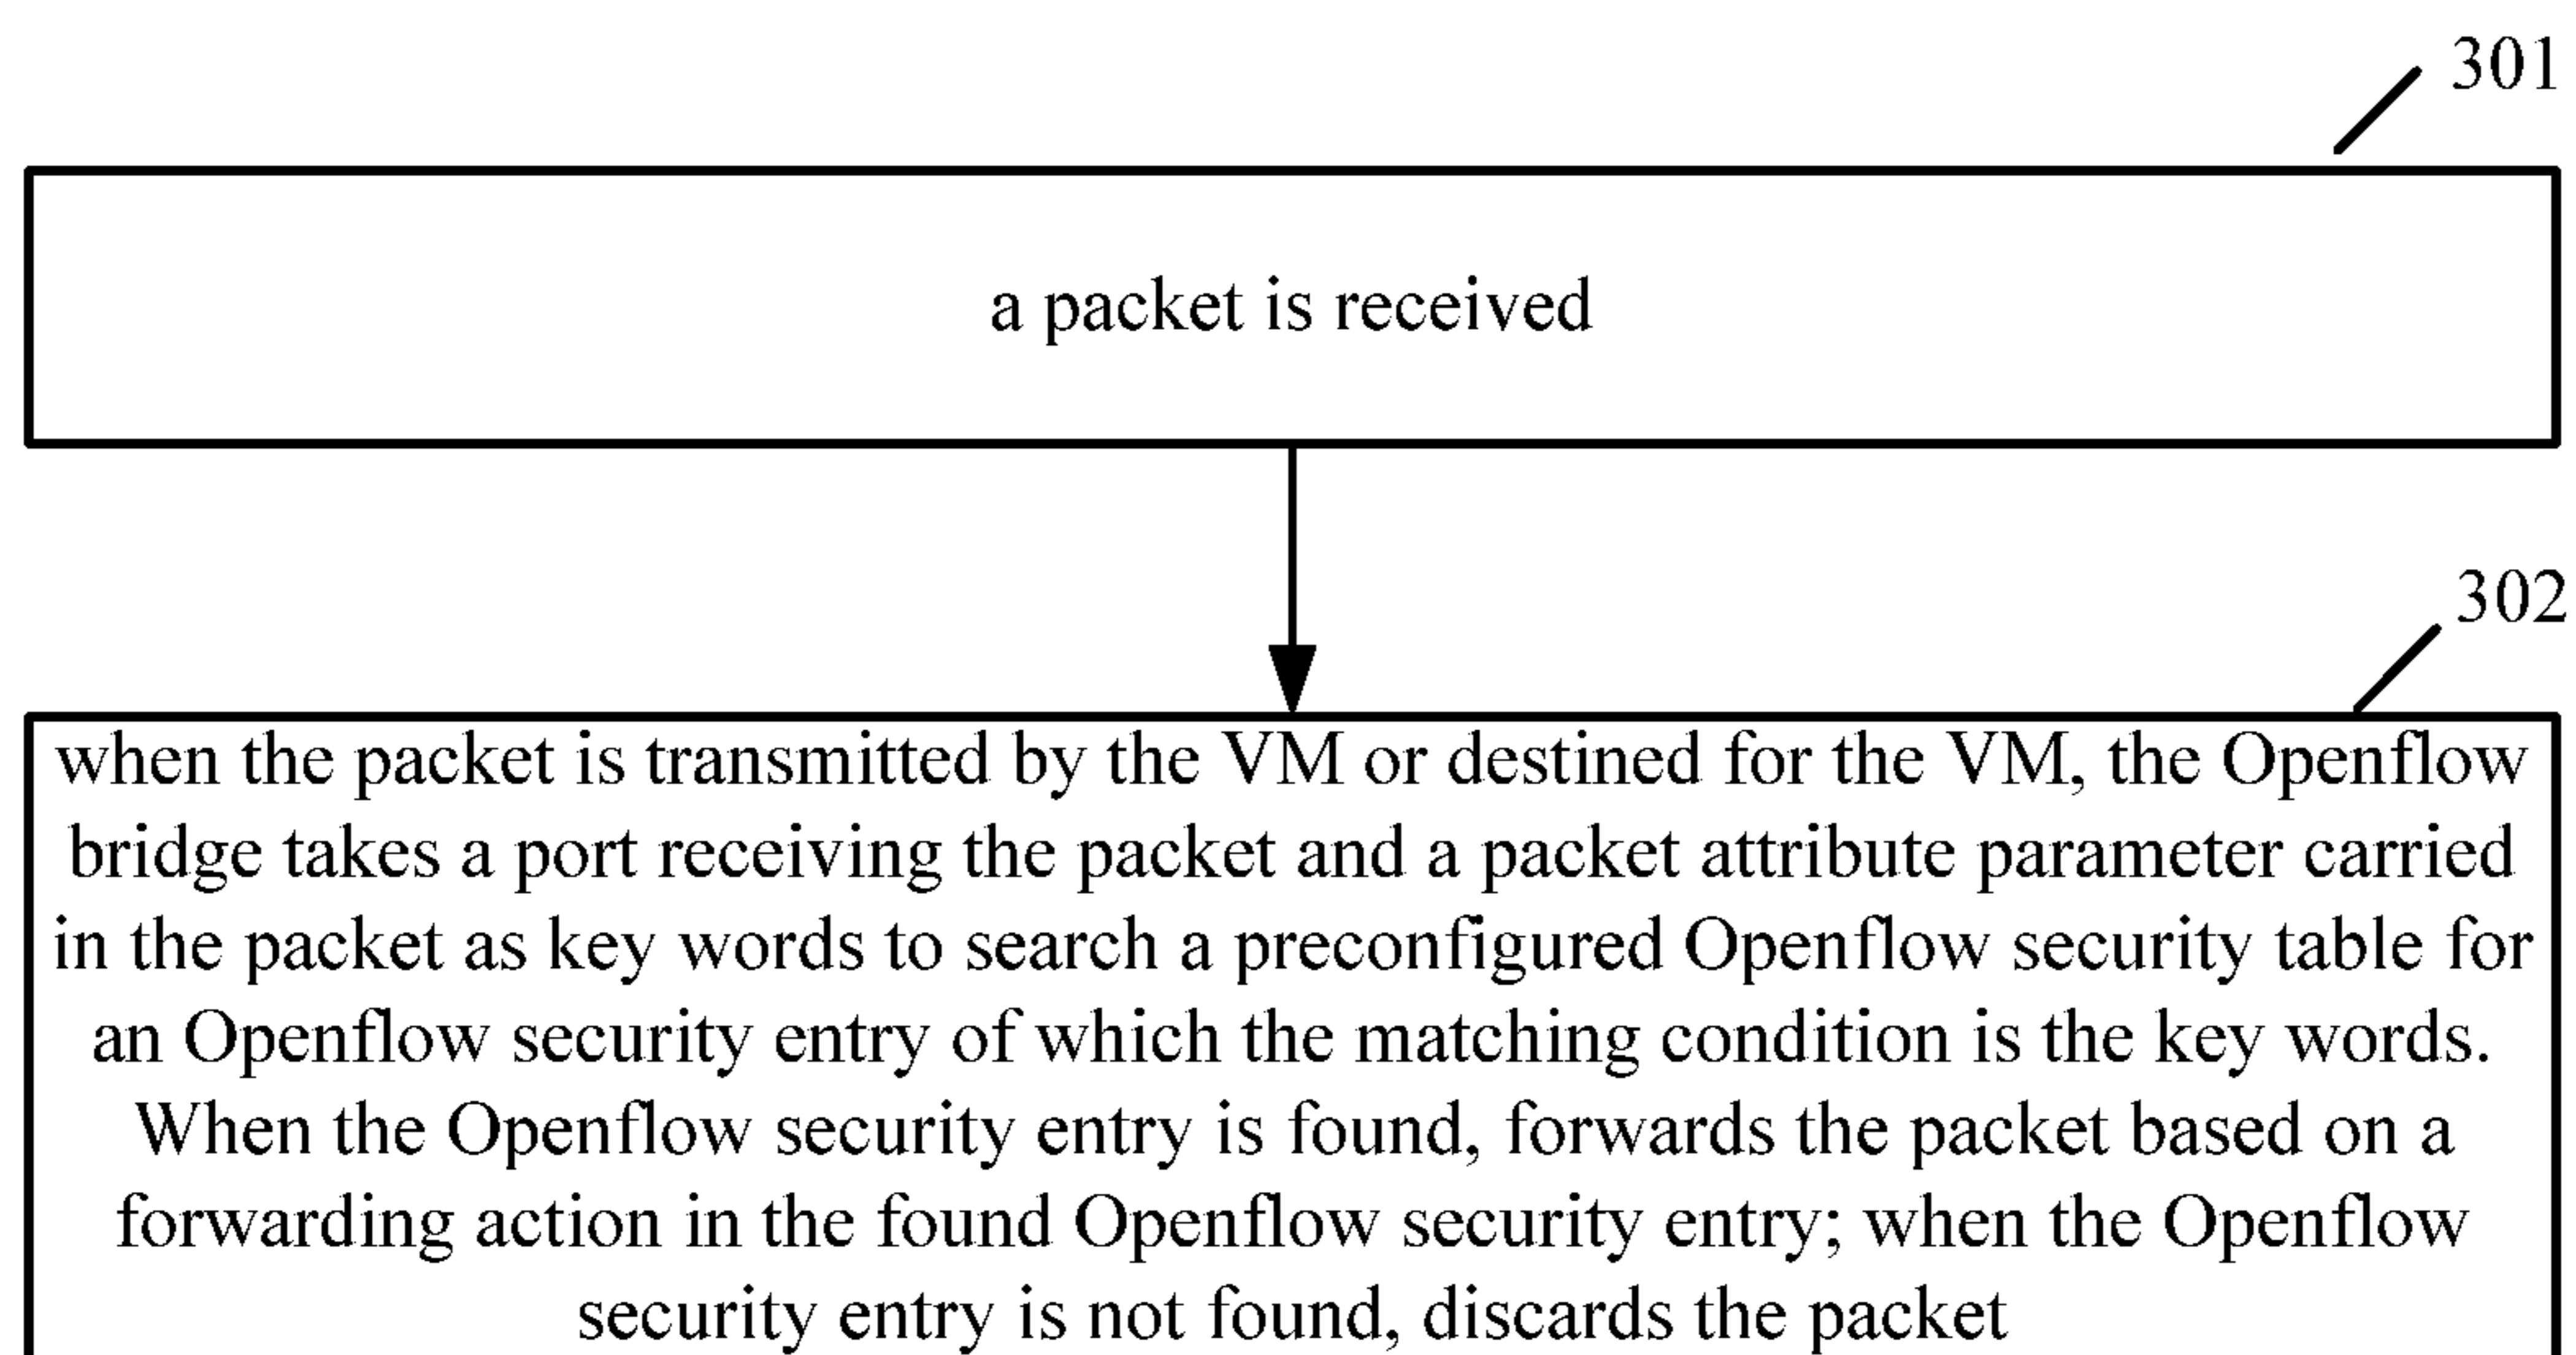 301
a packet is received
302
when the packet is transmitted by the VM or destined for the VM, the Openflow
bridge takes a port receiving the packet and a packet attribute parameter carried
in the packet as key words to search a preconfigured Openflow security table for
an Openflow security entry of which the matching condition is the key words.
When the Openflow security entry is found, forwards the packet based on a
forwarding action in the found Openflow security entry; when the Openflow
security entry is not found, discards the packet